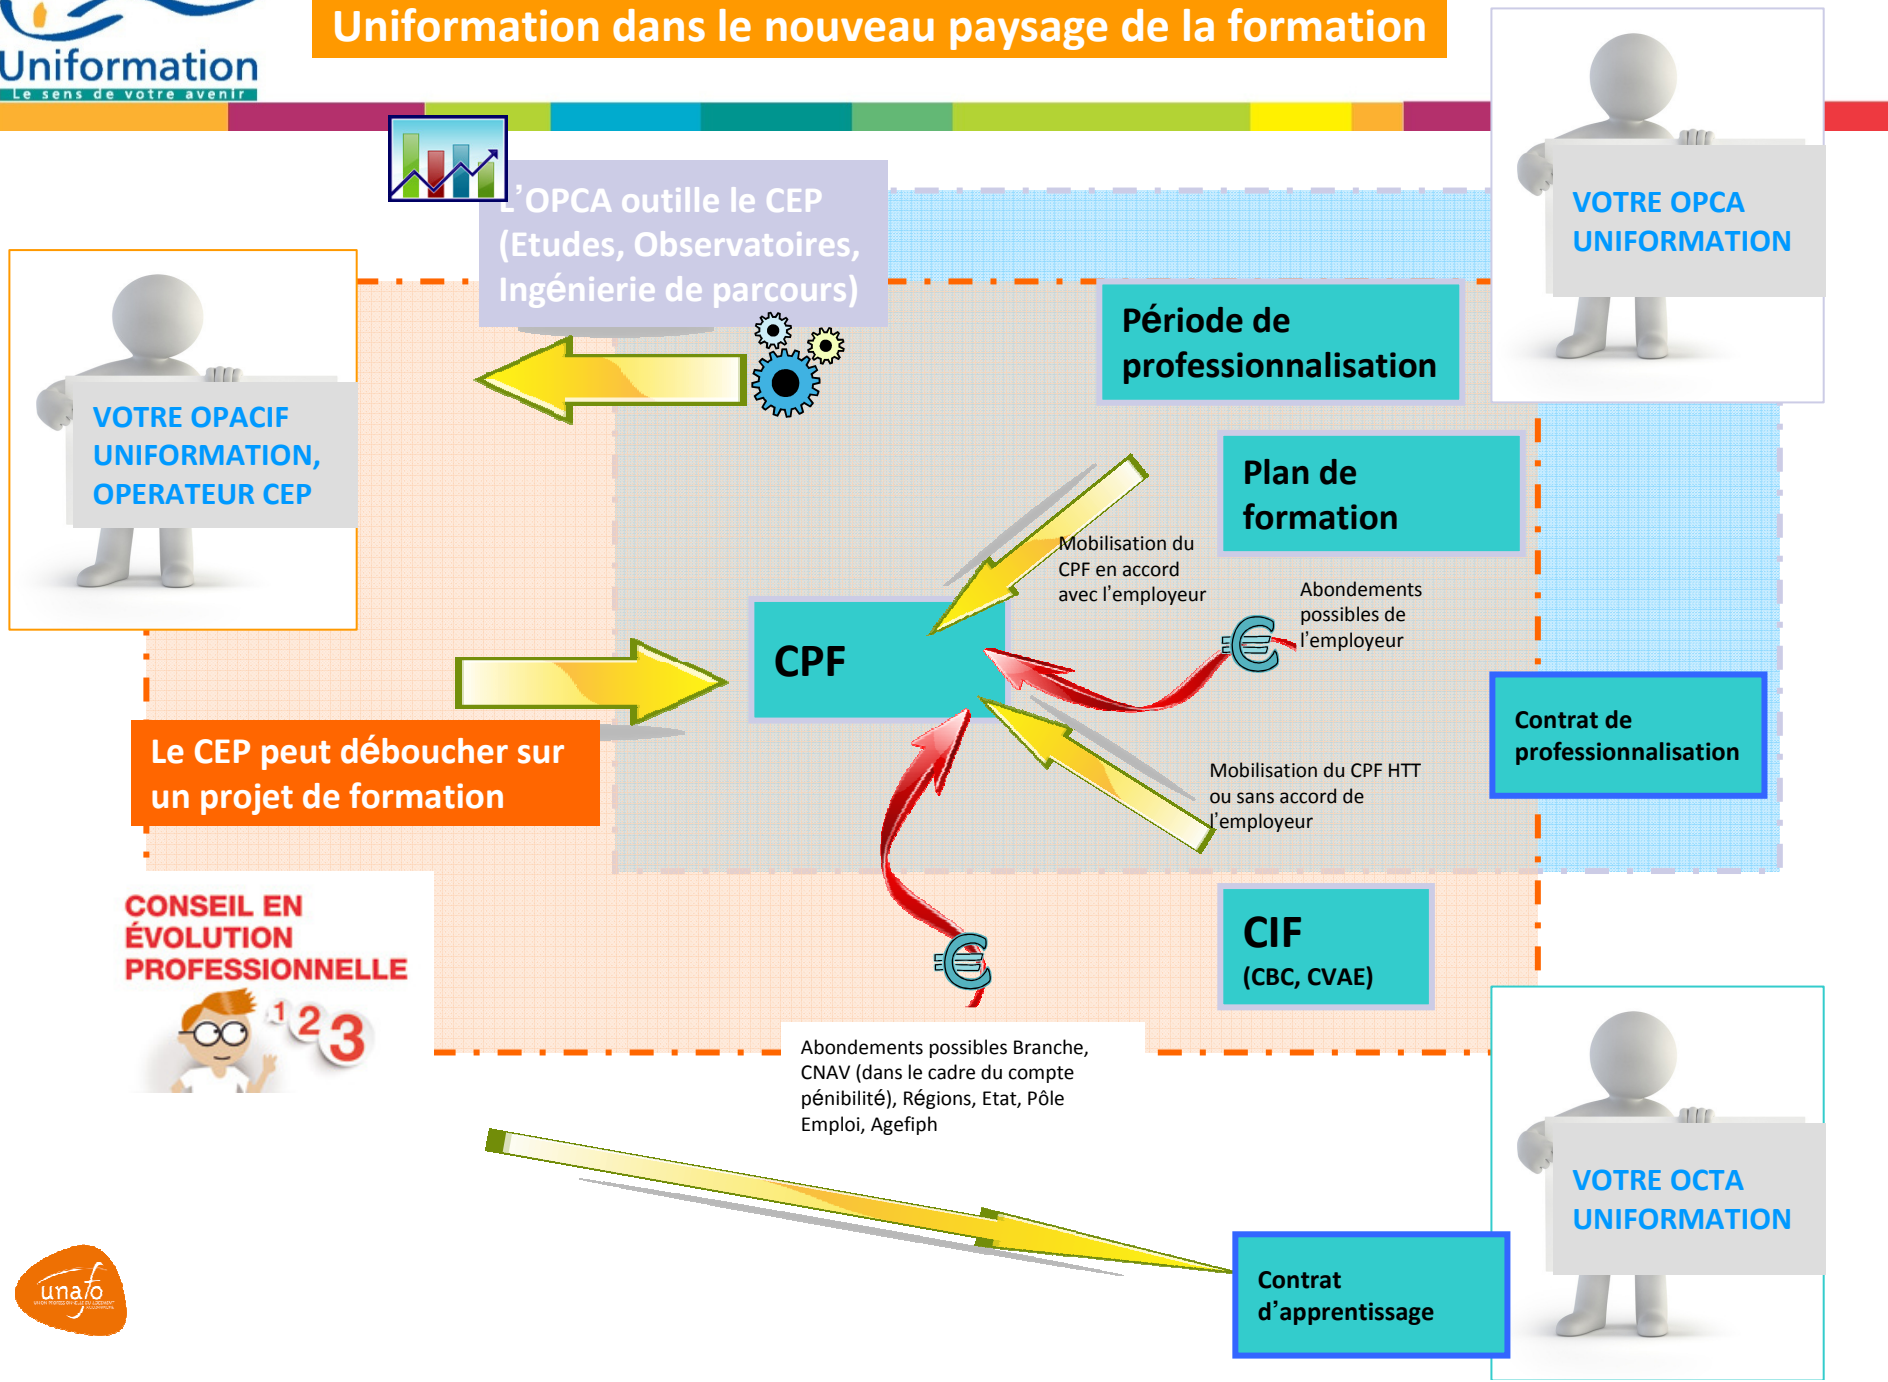 Uniformation dans le nouveau paysage de la formation
Uniformation
Le sens de votre avenir
L'OPCA outille le CEP
(Etudes, Observatoires,
Ingénierie de parcours)
VOTRE OPCA
UNIFORMATION
Période de
professionnalisation
VOTRE OPACIF
UNIFORMATION,
OPERATEUR CEP
Plan de
formation
Mobilisation du
CPF en accord
avec l'employeur
Abondements
possibles de
l'employeur
CPF
Contrat de
professionnalisation
Le CEP peut déboucher sur
un projet de formation
Mobilisation du CPF HTT
ou sans accord de
l'employeur
CONSEIL EN
ÉVOLUTION
PROFESSIONNELLE
1 2 3
CIF
(CBC, CVAE)
Abondements possibles Branche,
CNAV (dans le cadre du compte
pénibilité), Régions, Etat, Pôle
Emploi, Agefiph
VOTRE OCTA
UNIFORMATION
Contrat
d'apprentissage
unafo